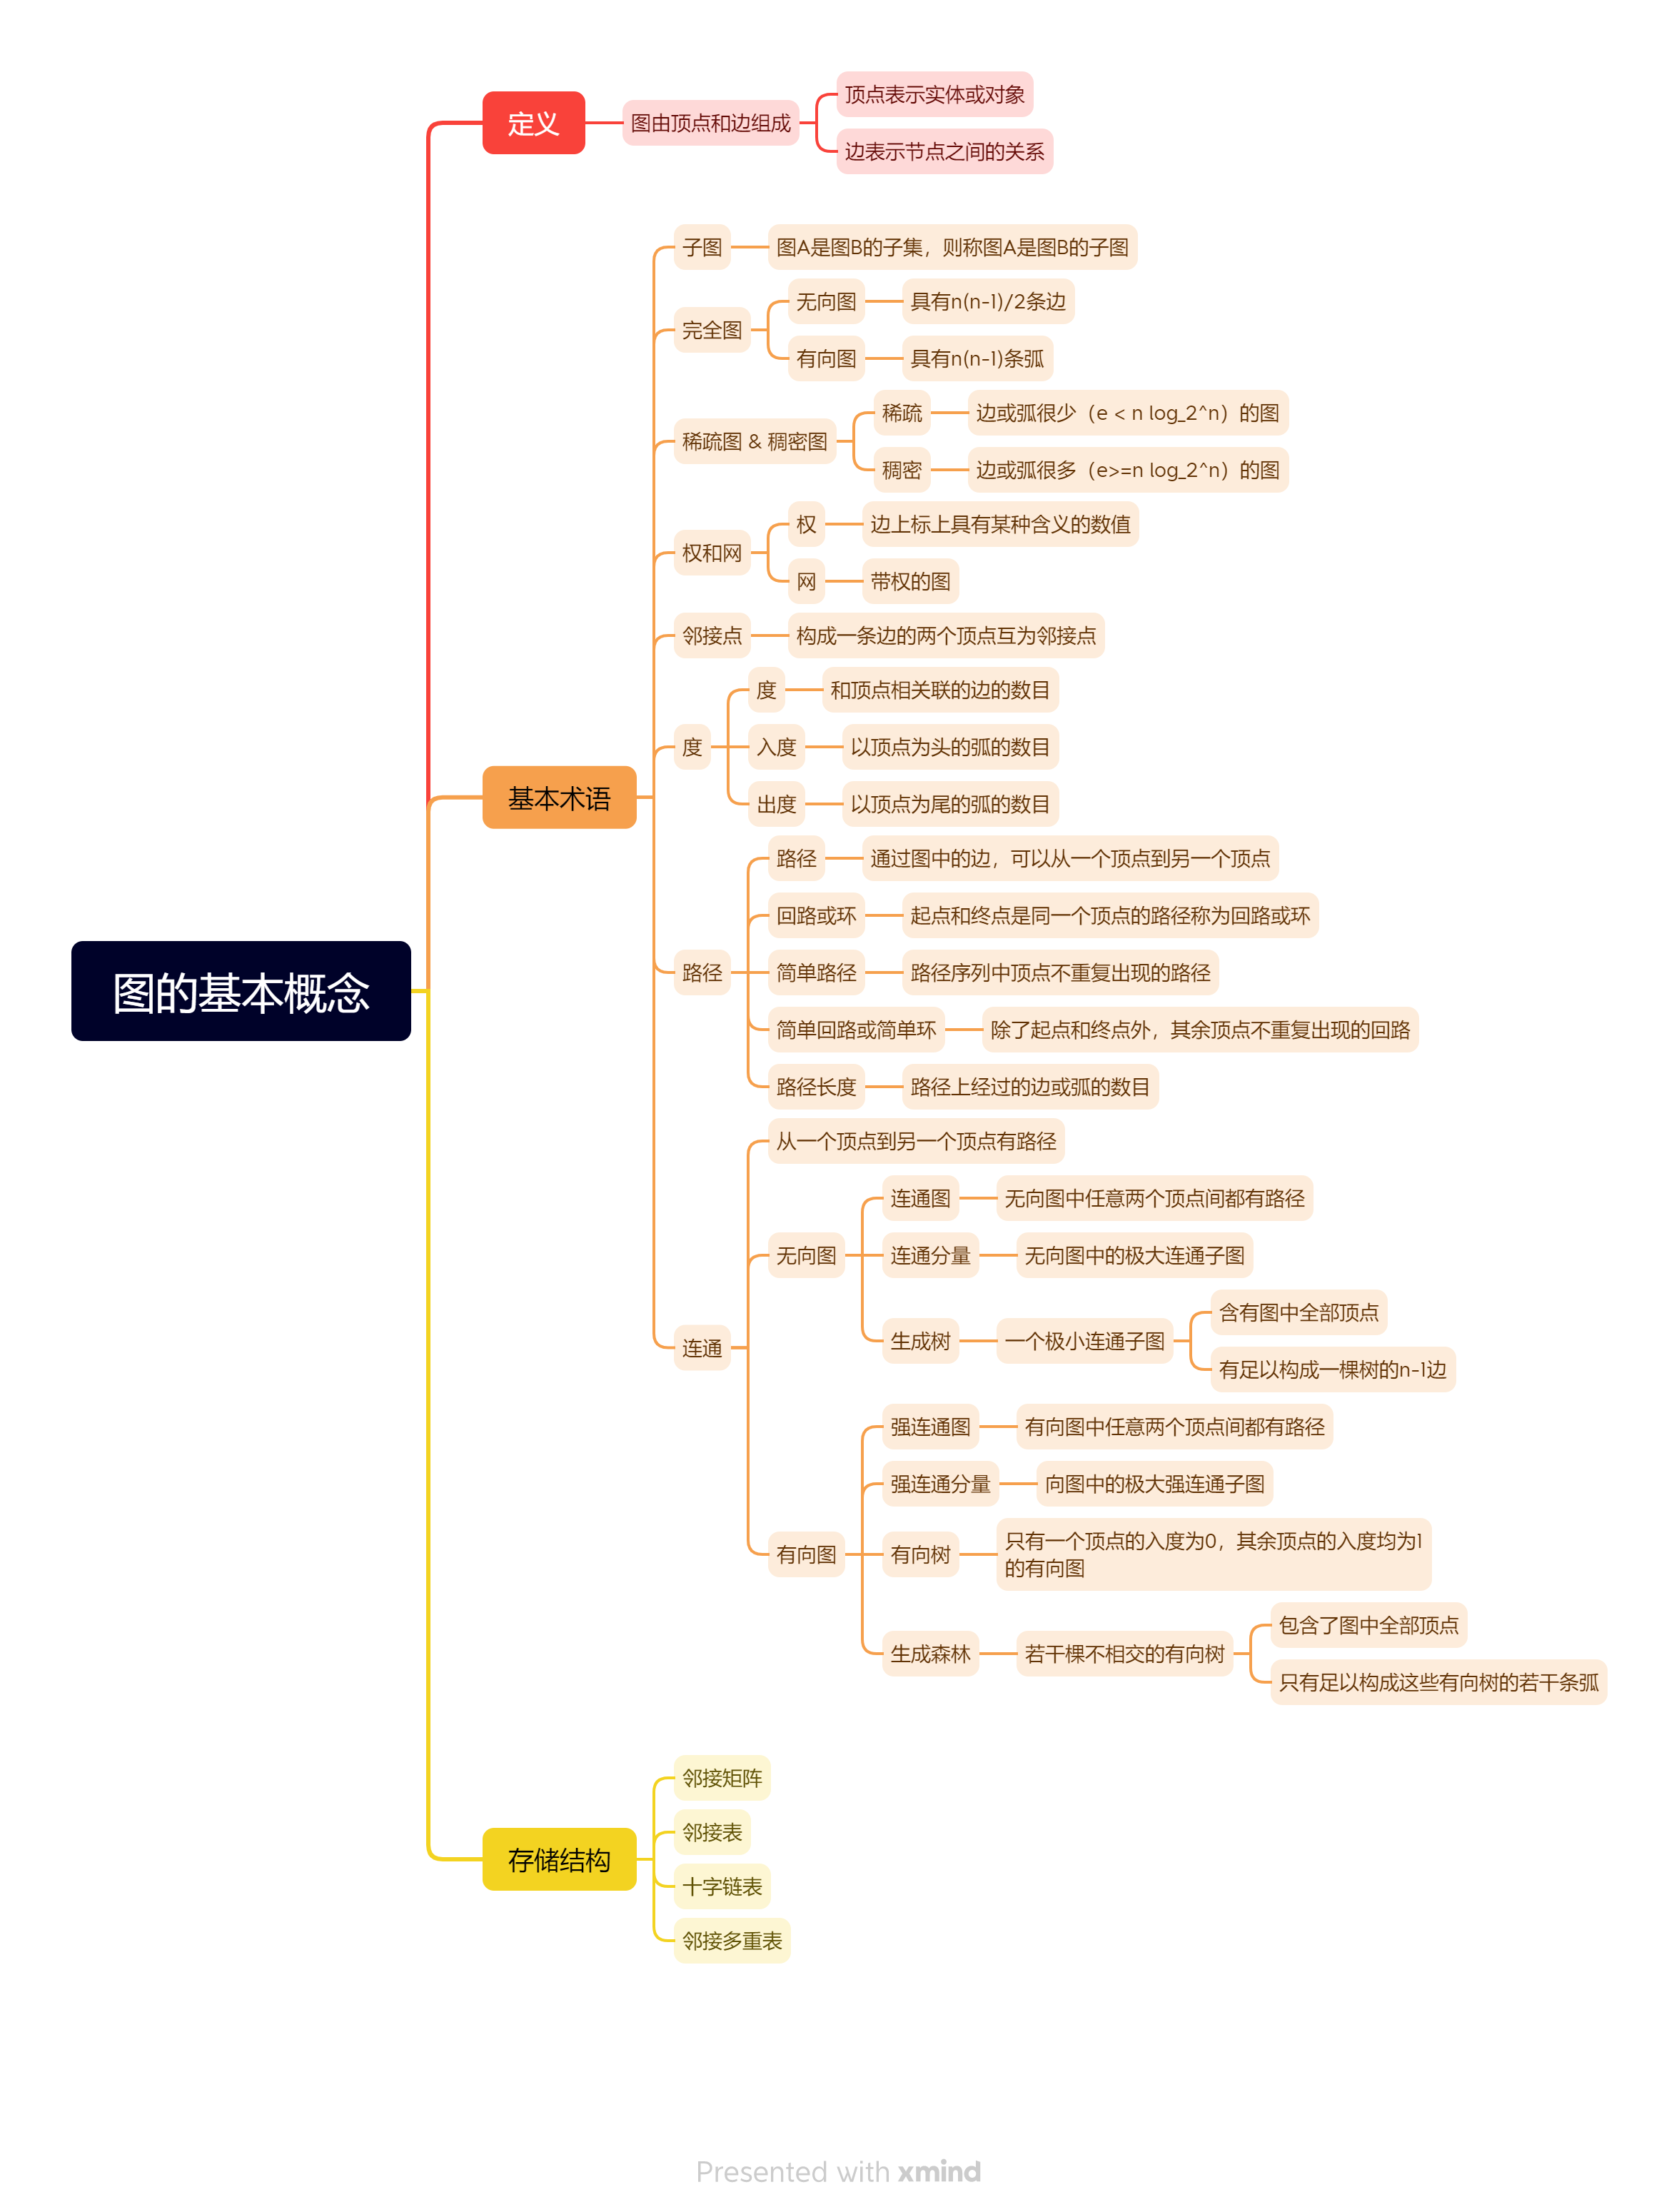 图的基本概念
定义
图由顶点和边组成
顶点表示实体或对象
边表示节点之间的关系
基本术语
子图
图A是图B的子集，则称图A是图B的子图
完全图
无向图
具有n(n-1)/2条边
有向图
具有n(n-1)条弧
稀疏图 & 稠密图
稀疏
边或弧很少（e < n log_2^n）的图
稠密
边或弧很多（e>=n log_2^n）的图
权和网
权
边上标上具有某种含义的数值
网
带权的图
邻接点
构成一条边的两个顶点互为邻接点
度
度
和顶点相关联的边的数目
入度
以顶点为头的弧的数目
出度
以顶点为尾的弧的数目
路径
路径
通过图中的边，可以从一个顶点到另一个顶点
回路或环
起点和终点是同一个顶点的路径称为回路或环
简单路径
路径序列中顶点不重复出现的路径
简单回路或简单环
除了起点和终点外，其余顶点不重复出现的回路
路径长度
路径上经过的边或弧的数目
连通
从一个顶点到另一个顶点有路径
无向图
连通图
无向图中任意两个顶点间都有路径
连通分量
无向图中的极大连通子图
生成树
一个极小连通子图
含有图中全部顶点
有足以构成一棵树的n-1边
有向图
强连通图
有向图中任意两个顶点间都有路径
强连通分量
向图中的极大强连通子图
有向树
只有一个顶点的入度为0，其余顶点的入度均为1
的有向图
生成森林
若干棵不相交的有向树
包含了图中全部顶点
只有足以构成这些有向树的若干条弧
存储结构
邻接矩阵
邻接表
十字链表
邻接多重表
Presented with xmind